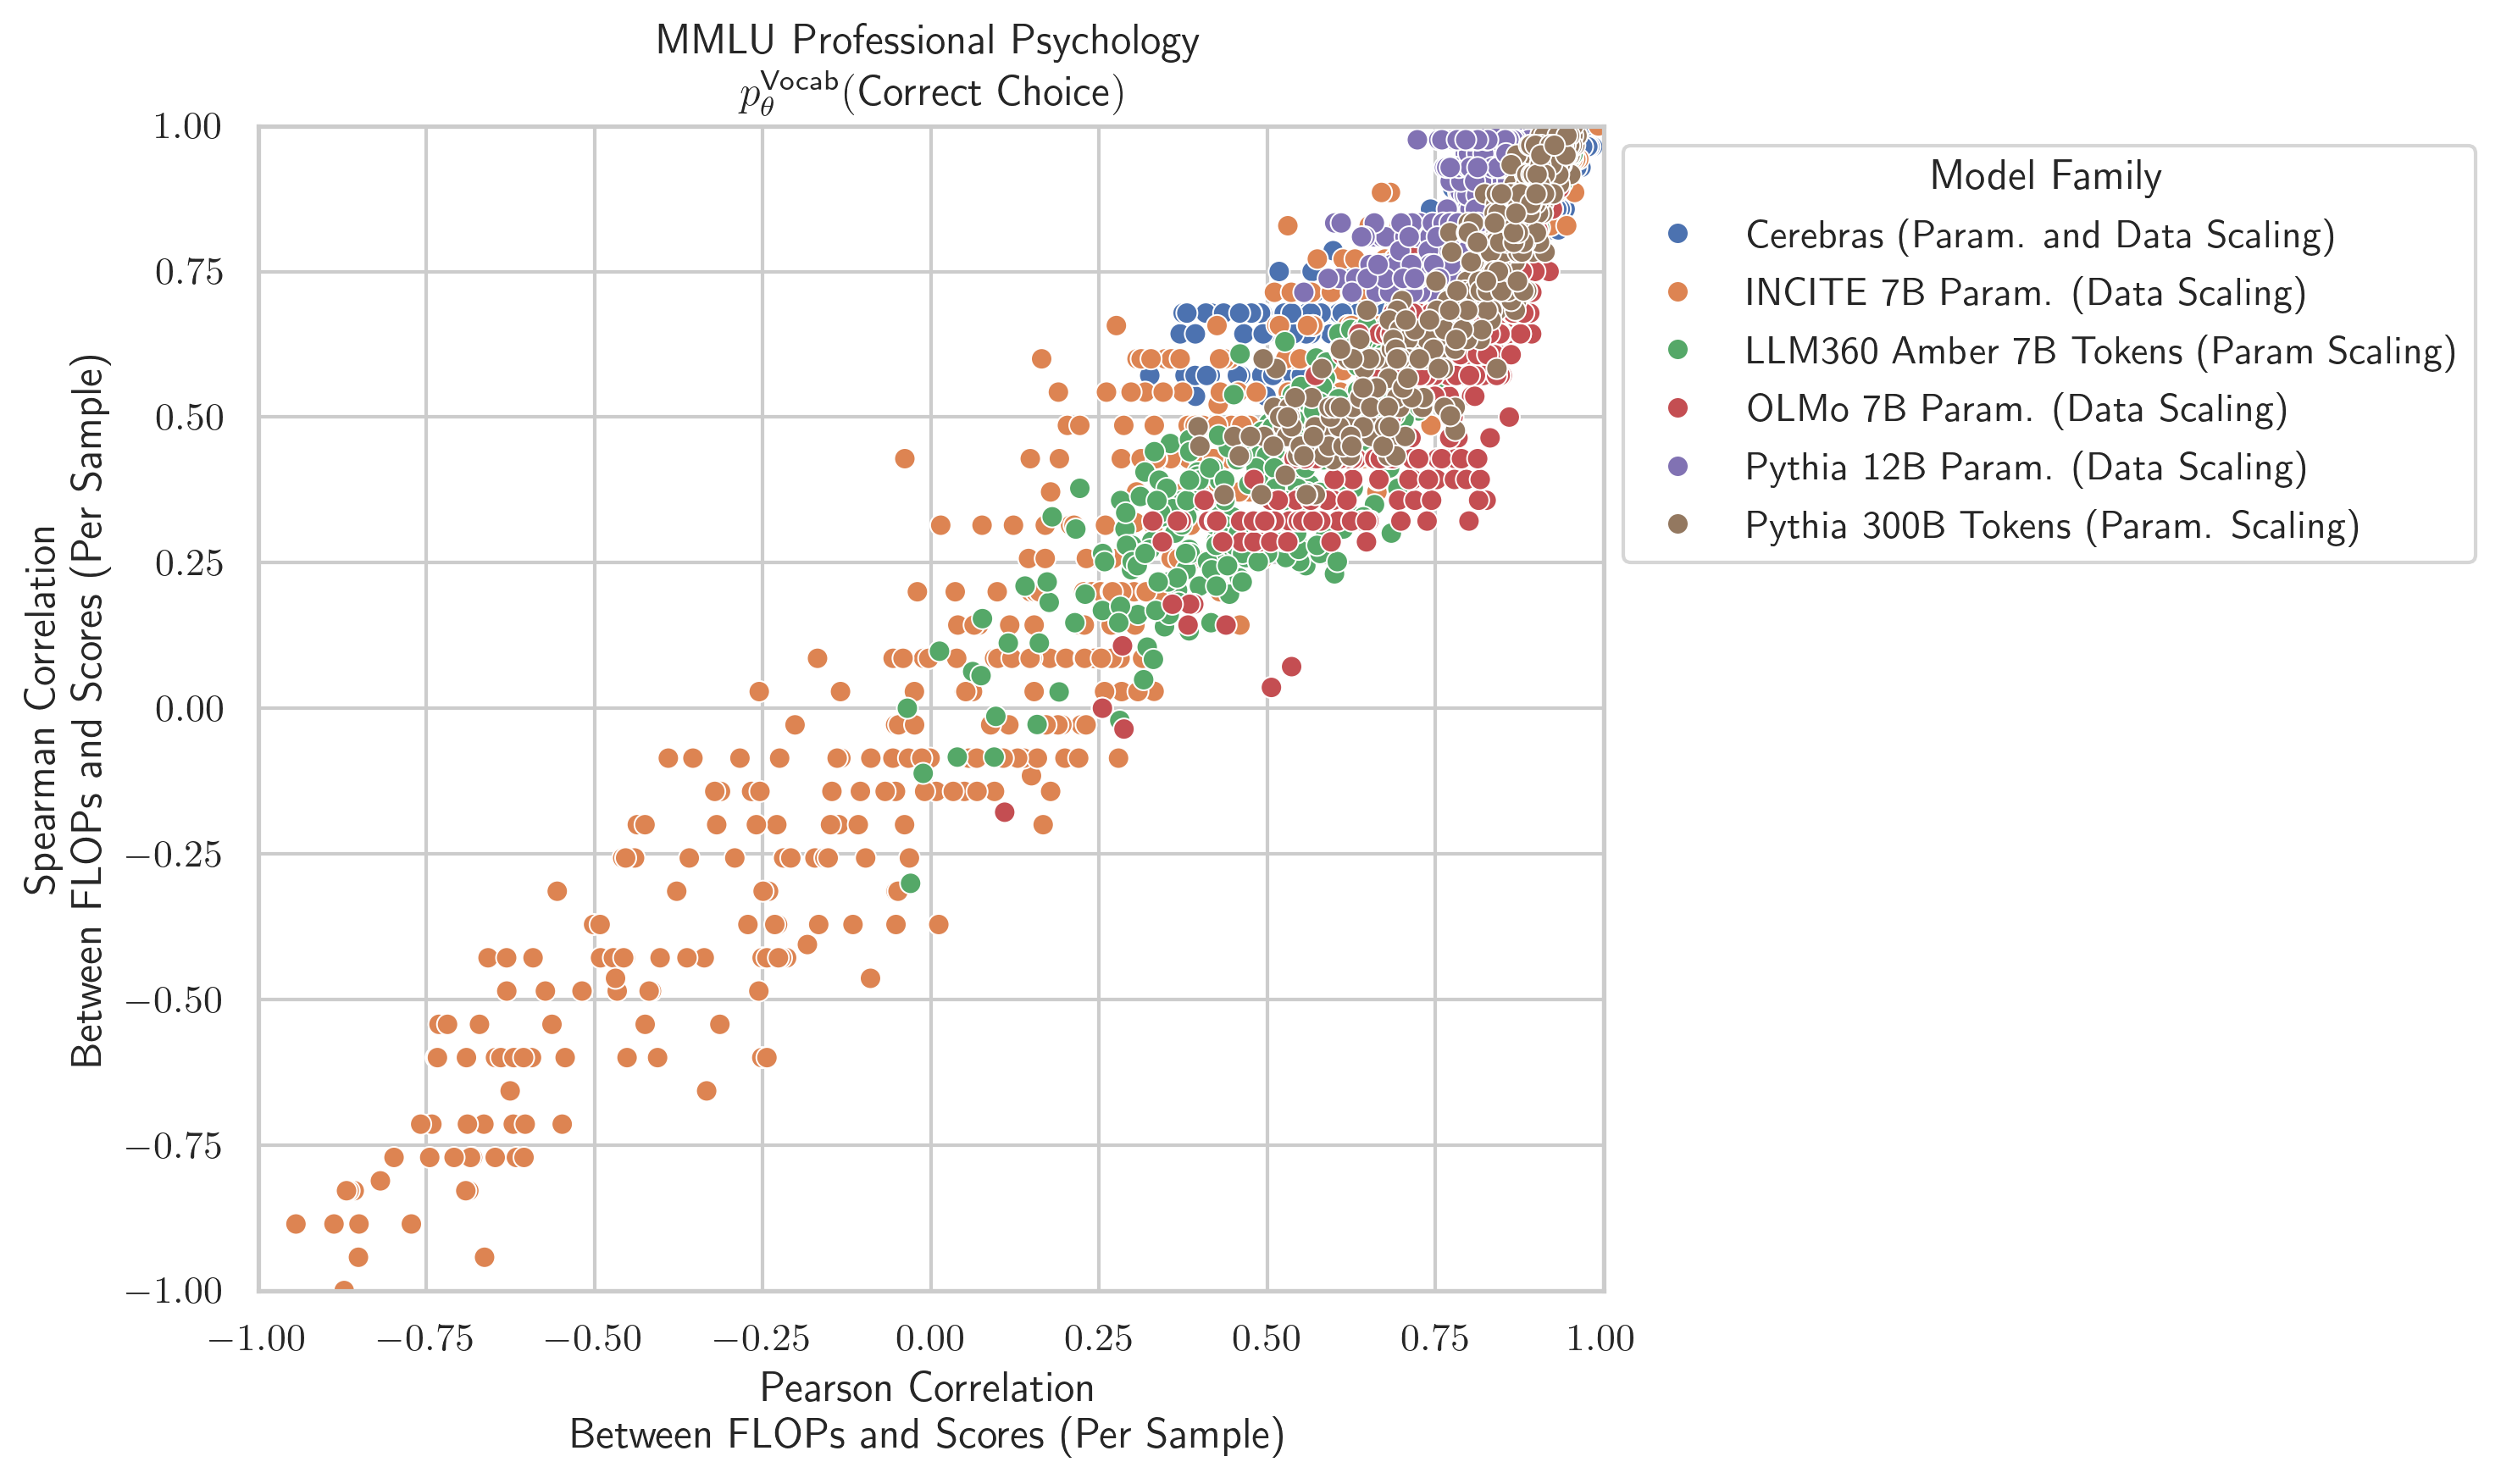 MMLU Professional Psychology
p_θ^Vocab(Correct Choice)
1.00
0.75
0.50
0.25
0.00
−0.25
−0.50
−0.75
−1.00
Spearman Correlation
Between FLOPs and Scores (Per Sample)
−1.00
−0.75
−0.50
−0.25
0.00
0.25
0.50
0.75
1.00
Pearson Correlation
Between FLOPs and Scores (Per Sample)
Model Family
Cerebras (Param. and Data Scaling)
INCITE 7B Param. (Data Scaling)
LLM360 Amber 7B Tokens (Param Scaling)
OLMo 7B Param. (Data Scaling)
Pythia 12B Param. (Data Scaling)
Pythia 300B Tokens (Param. Scaling)